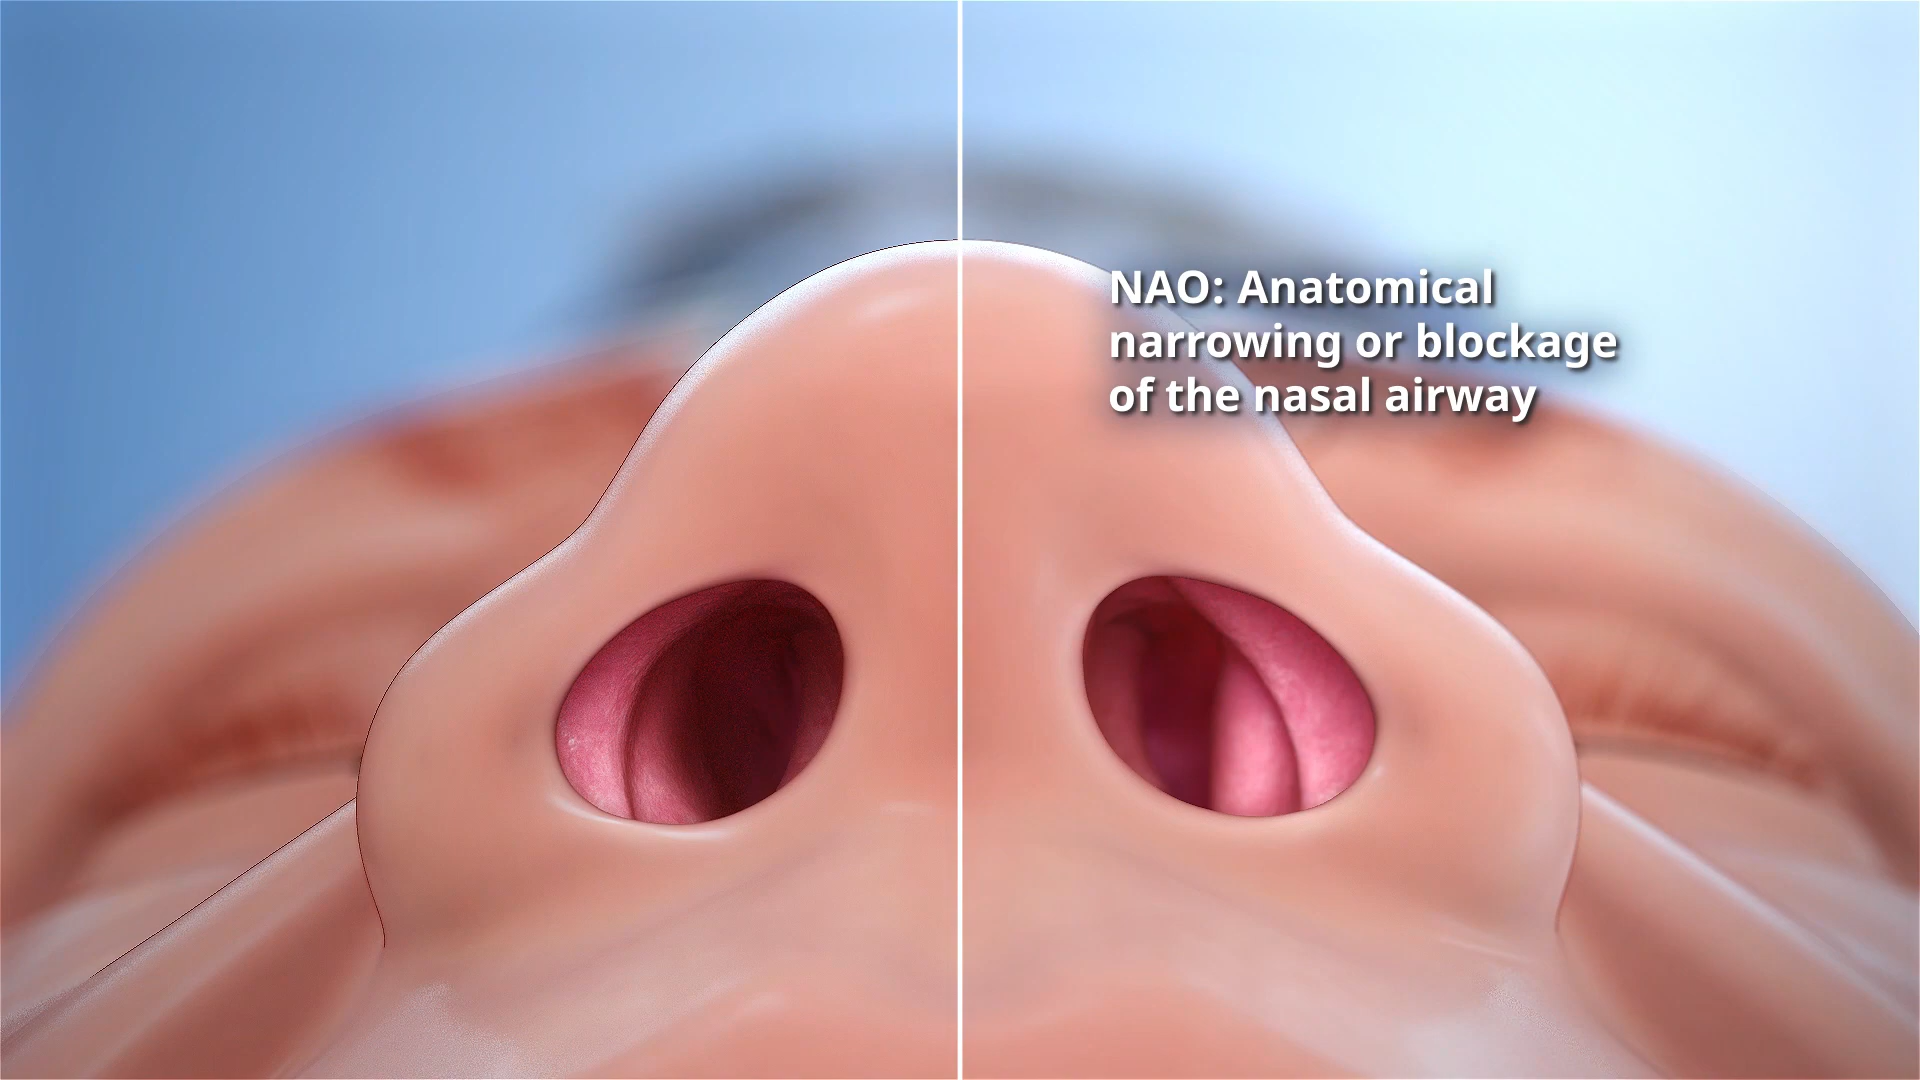 NAO: Anatomical
narrowing or blockage
of the nasal airway